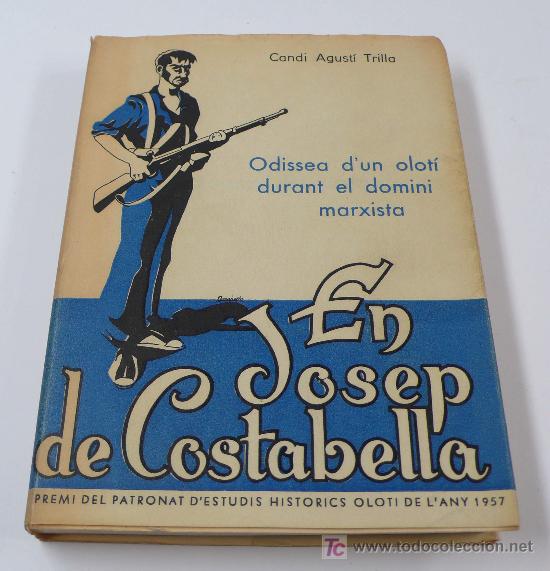 Candi Agustí Trilla
Odissea d'un olotí
durant el domini
marxista
En
Josep
de Costabella
PREMI DEL PATRONAT D'ESTUDIS HISTORICS OLOTI DE L'ANY 1957
TC © www.todocoleccion.net